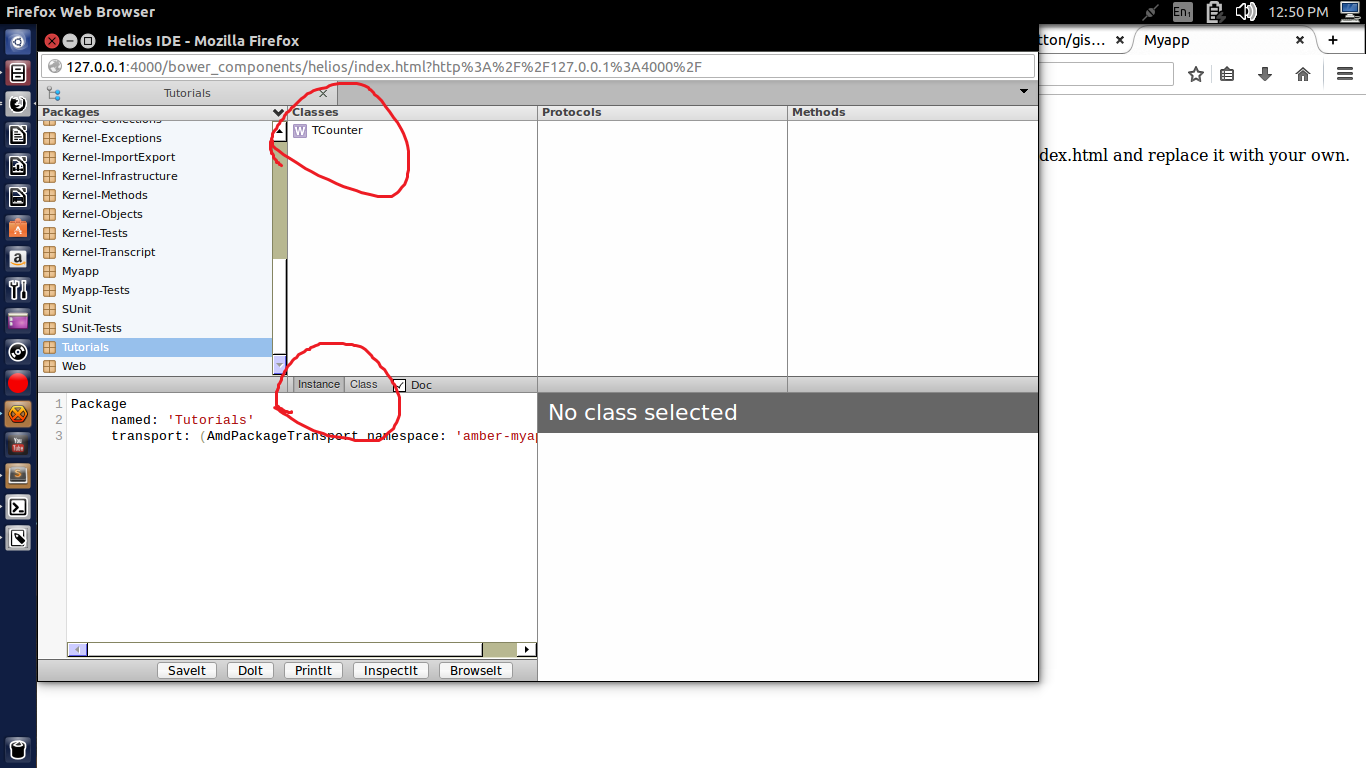 Firefox Web Browser
En1
12:50 PM
Helios IDE - Mozilla Firefox
tton/gis...
Myapp
127.0.0.1:4000/bower_components/helios/index.html?http%3A%2F%2F127.0.0.1%3A4000%2F
Tutorials
Packages
Classes
Protocols
Methods
Kernel-Collections
Kernel-Exceptions
Kernel-ImportExport
Kernel-Infrastructure
Kernel-Methods
Kernel-Objects
Kernel-Tests
Kernel-Transcript
Myapp
Myapp-Tests
SUnit
SUnit-Tests
Tutorials
Web
W TCounter
dex.html and replace it with your own.
Instance Class Doc
1 Package
2 named: 'Tutorials'
3 transport: (AmdPackageTransport namespace: 'amber-myap
No class selected
SaveIt DoIt PrintIt InspectIt BrowseIt
a
You
Tube
S